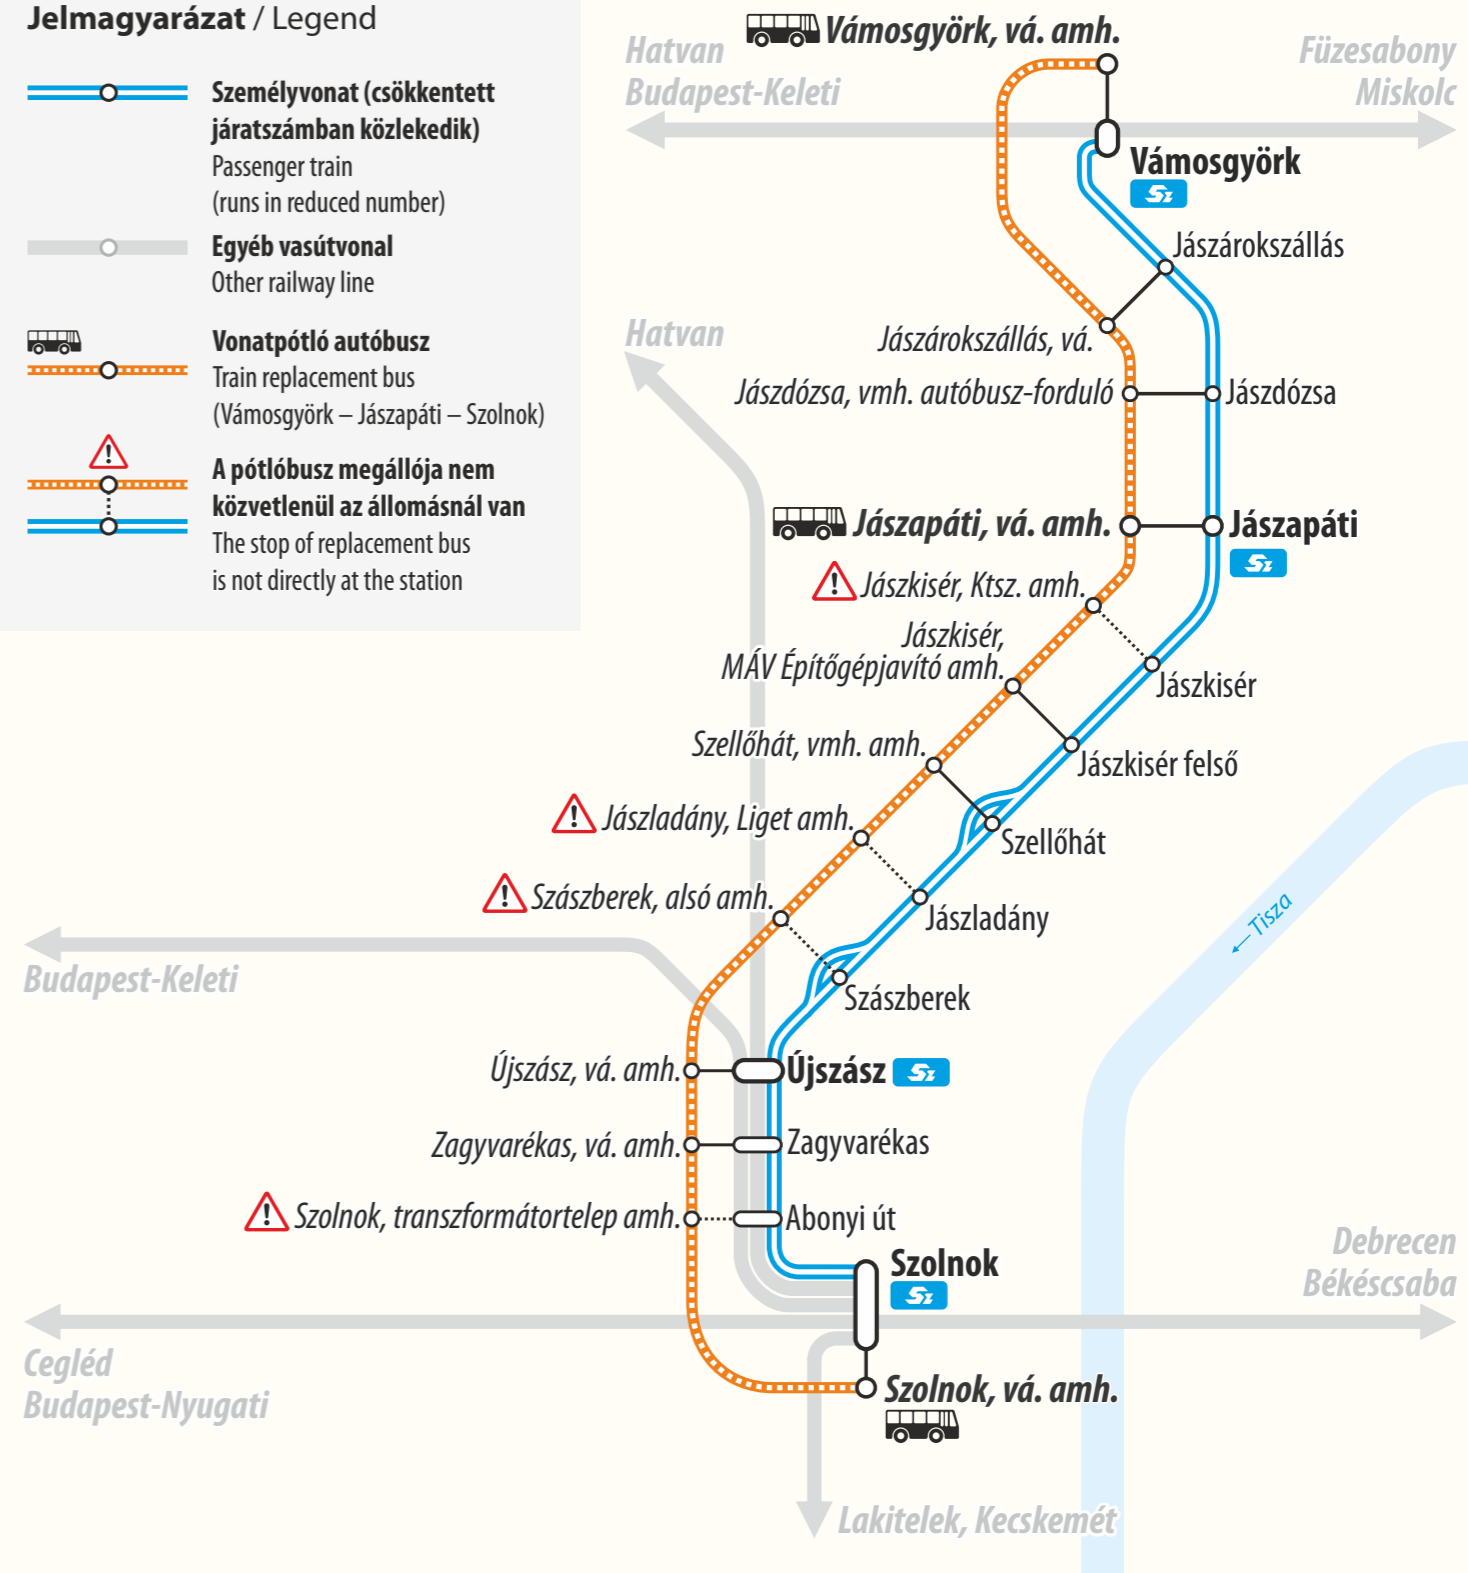 Jelmagyarázat / Legend
Személyvonat (csökkentett
járatszámban közlekedik)
Passenger train
(runs in reduced number)
Egyéb vasútvonal
Other railway line
Vonatpótló autóbusz
Train replacement bus
(Vámosgyörk – Jászapáti – Szolnok)
A pótlóbusz megállója nem
közvetlenül az állomásnál van
The stop of replacement bus
is not directly at the station
Vámosgyörk, vá. amh.
Hatvan
Budapest-Keleti
Füzesabony
Miskolc
Vámosgyörk
Sz
Jászárokszállás
Hatvan
Jászárokszállás, vá.
Jászdózsa, vmh. autóbusz-forduló
Jászdózsa
Jászapáti, vá. amh.
Jászapáti
Sz
Jászkisér, Ktsz. amh.
Jászkisér,
MÁV Építőgépjavító amh.
Jászkisér
Szellőhát, vmh. amh.
Jászkisér felső
Jászladány, Liget amh.
Szellőhát
Szászberek, alsó amh.
Jászladány
← Tisza
Budapest-Keleti
Szászberek
Újszász, vá. amh.
Újszász Sz
Zagyvarékas, vá. amh.
Zagyvarékas
Szolnok, transzformátortelep amh.
Abonyi út
Szolnok
Sz
Debrecen
Békéscsaba
Cegléd
Budapest-Nyugati
Szolnok, vá. amh.
Lakitelek, Kecskemét